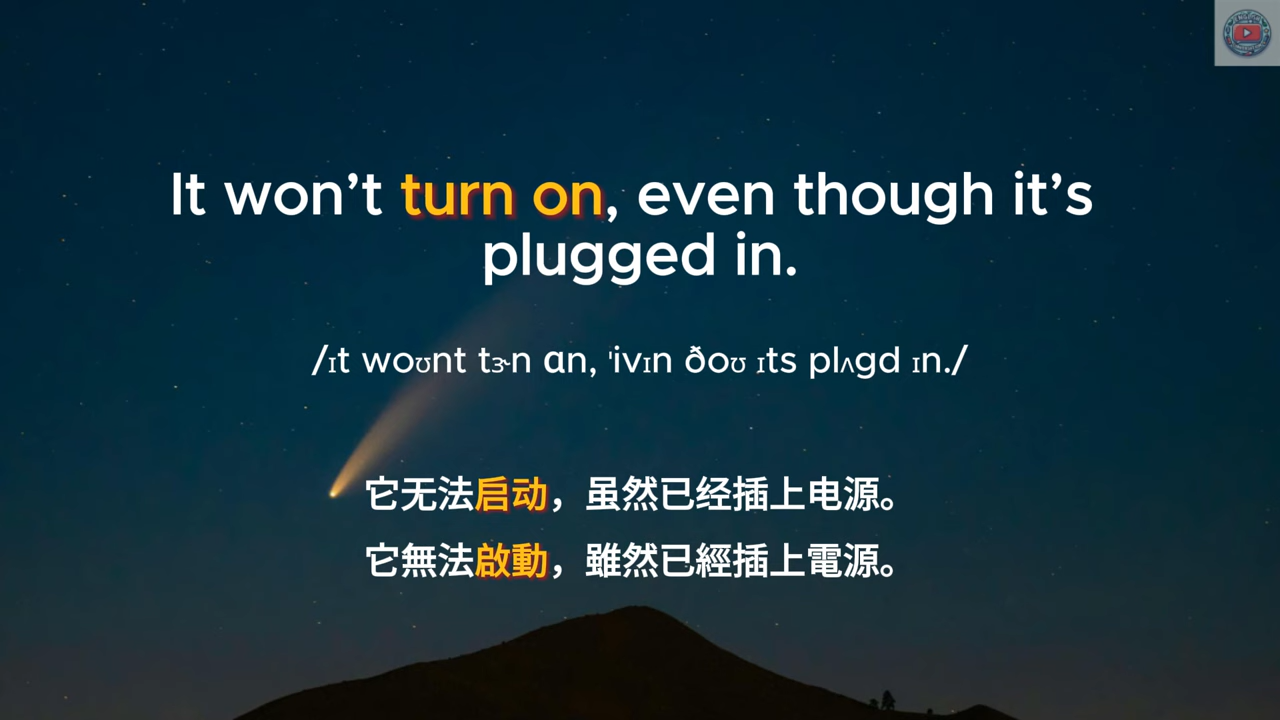 It won’t turn on, even though it’s
plugged in.
/ɪt woʊnt tɝn ɑn, ˈivɪn ðoʊ ɪts plʌgd ɪn./
它无法启动，虽然已经插上电源。
它無法啟動，雖然已經插上電源。